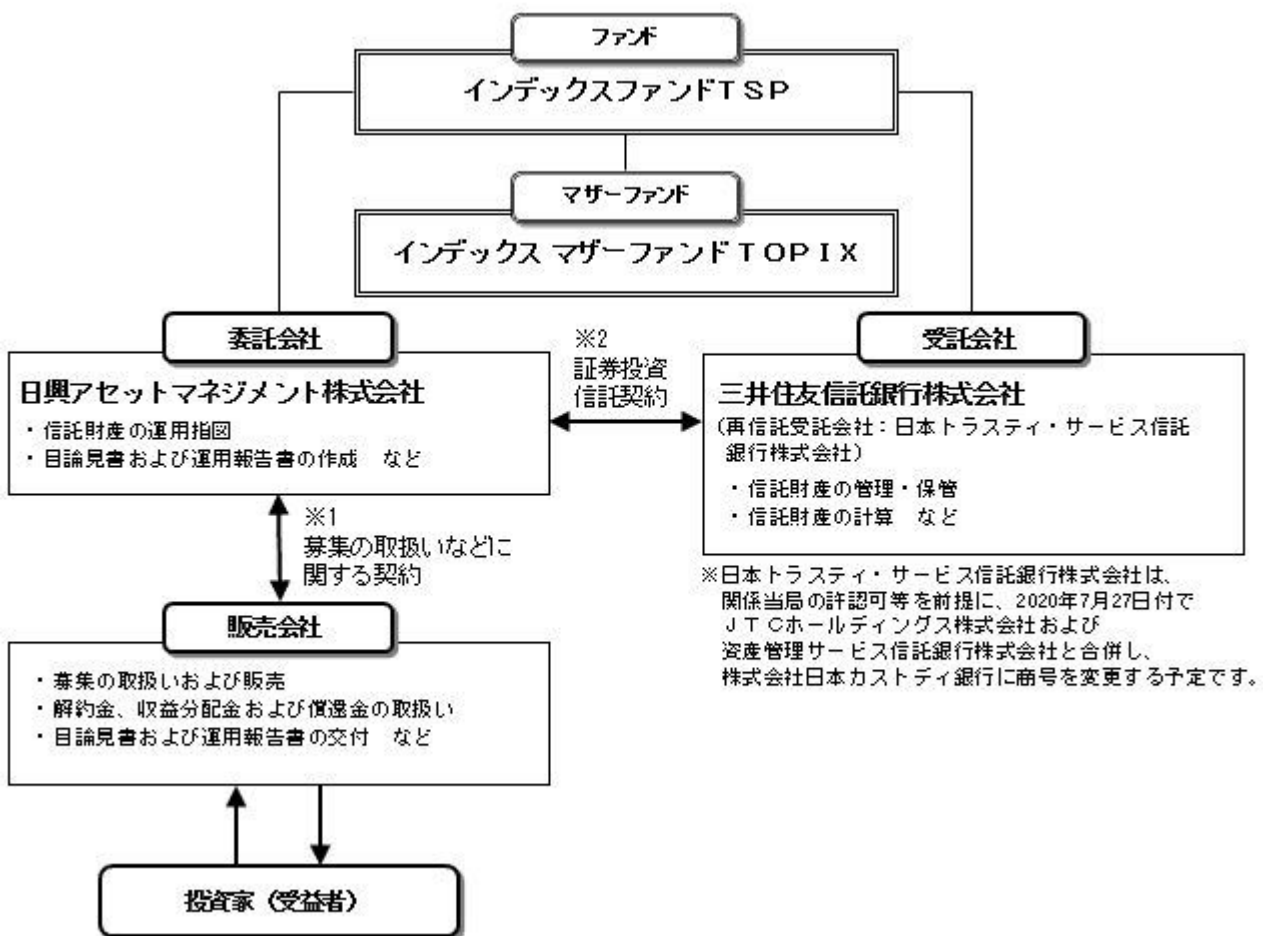 ファンド
インデックスファンドTSP
マザーファンド
インデックス マザーファンドTOPIX
委託会社
日興アセットマネジメント株式会社
・信託財産の運用指図
・目論見書および運用報告書の作成 など
※2
証券投資
信託契約
受託会社
三井住友信託銀行株式会社
(再信託受託会社:日本トラスティ・サービス信託
銀行株式会社)
・信託財産の管理・保管
・信託財産の計算 など
※1
募集の取扱いなどに
関する契約
※日本トラスティ・サービス信託銀行株式会社は、
関係当局の許認可等を前提に、2020年7月27日付で
JTCホールディングス株式会社および
資産管理サービス信託銀行株式会社と合併し、
株式会社日本カストディ銀行に商号を変更する予定です。
販売会社
・募集の取扱いおよび販売
・解約金、収益分配金および償還金の取扱い
・目論見書および運用報告書の交付 など
投資家(受益者)